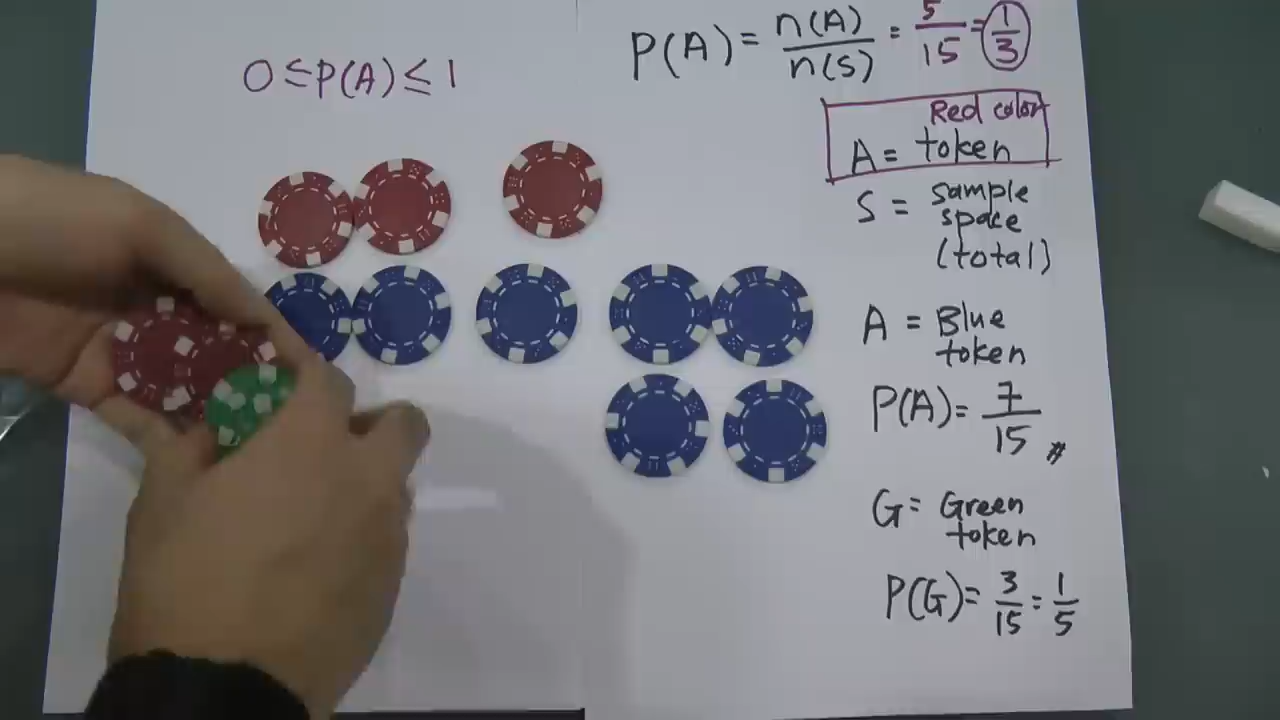 0 ≤ P(A) ≤ 1
P(A) = n(A)/n(S) = 5/15 = 1/3
Red color
A = token
S = sample
space
(total)
A = Blue
token
P(A) = 7/15 #
G = Green
token
P(G) = 3/15 = 1/5